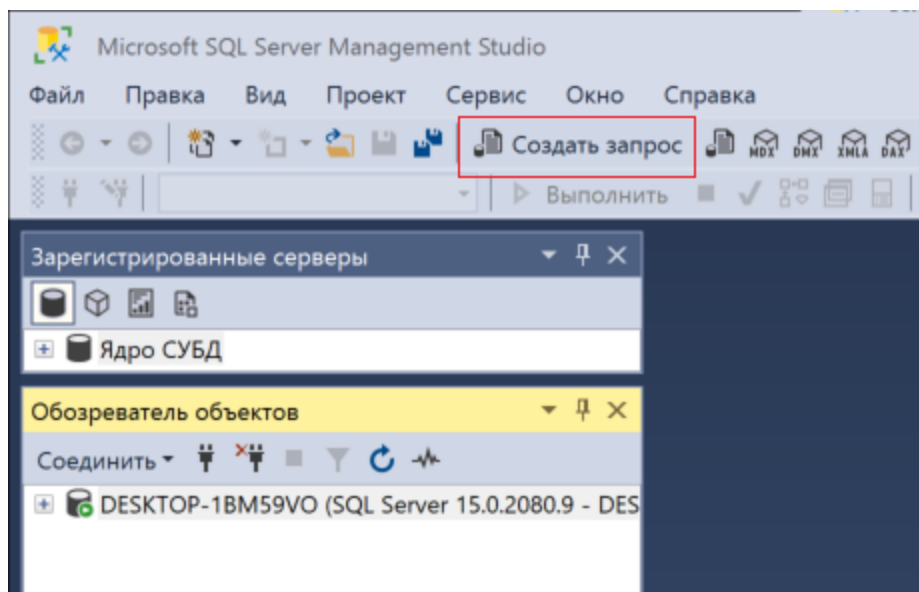 Microsoft SQL Server Management Studio
Файл Правка Вид Проект Сервис Окно Справка
Создать запрос MDX DMX XMLA DAX
Выполнить
Зарегистрированные серверы
Ядро СУБД
Обозреватель объектов
Соединить
DESKTOP-1BM59VO (SQL Server 15.0.2080.9 - DES